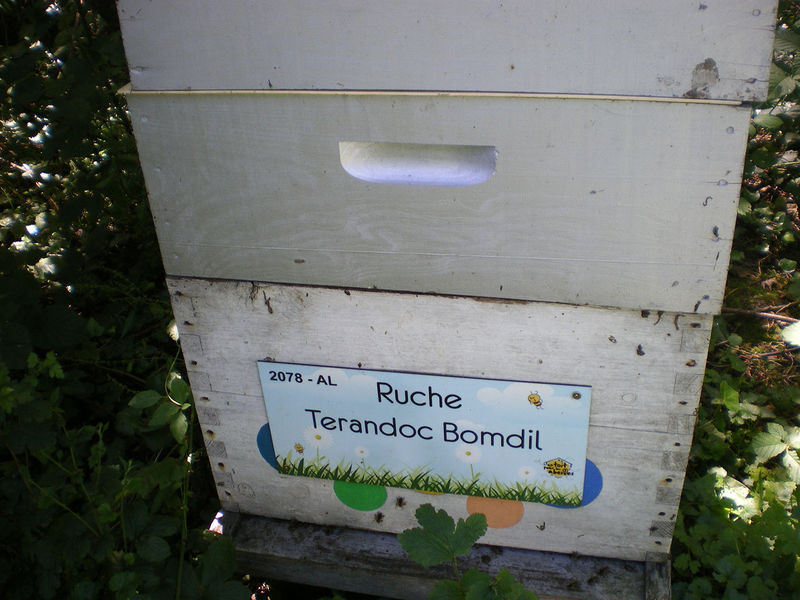 2078 - AL
Ruche
Terandoc Bomdil